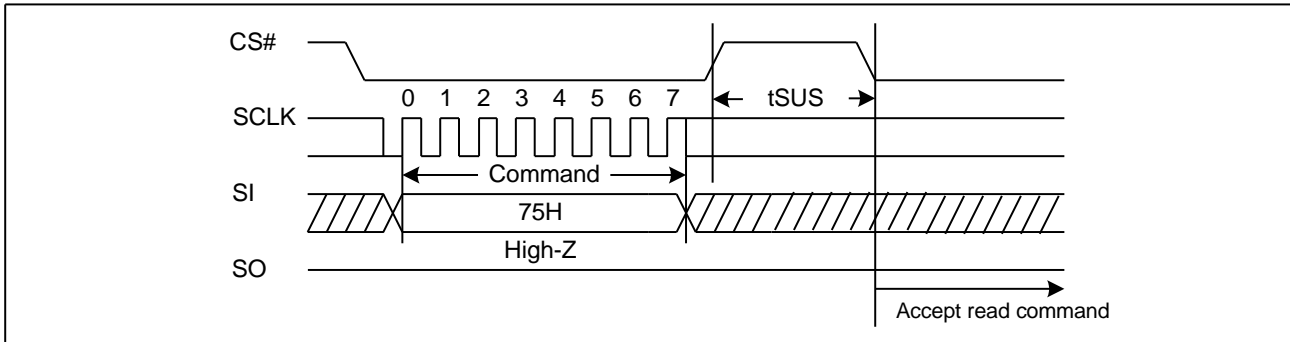 CS#
tSUS
0 1 2 3 4 5 6 7
SCLK
Command
SI
75H
High-Z
SO
Accept read command